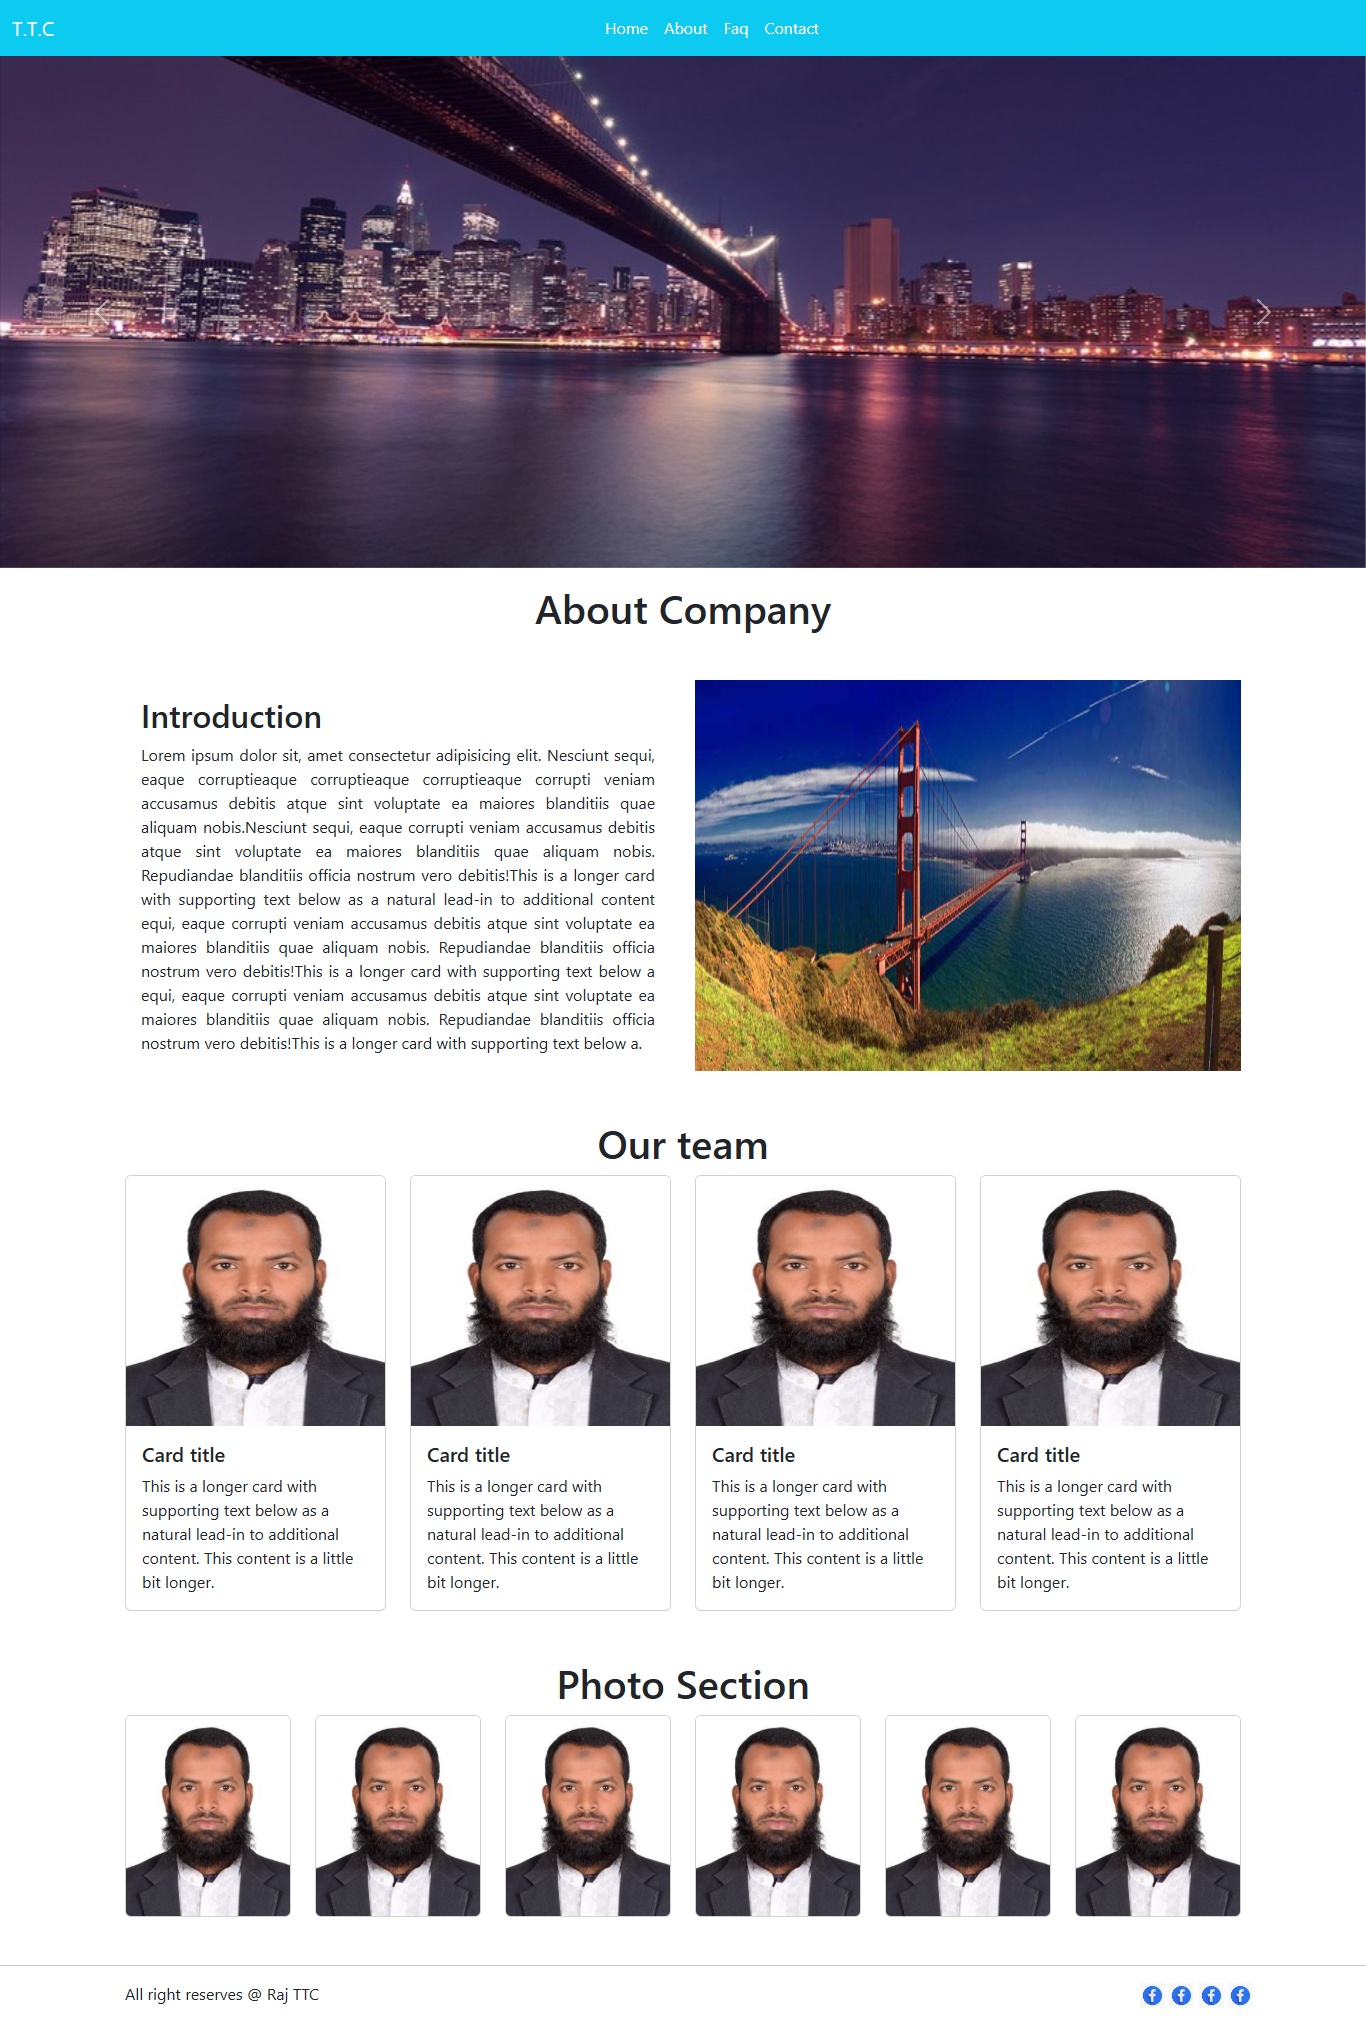 T.T.C
Home About Faq Contact
About Company
Introduction
Lorem ipsum dolor sit, amet consectetur adipisicing elit. Nesciunt sequi,
eaque corruptieaque corruptieaque corruptieaque corrupti veniam
accusamus debitis atque sint voluptate ea maiores blanditiis quae
aliquam nobis.Nesciunt sequi, eaque corrupti veniam accusamus debitis
atque sint voluptate ea maiores blanditiis quae aliquam nobis.
Repudiandae blanditiis officia nostrum vero debitis!This is a longer card
with supporting text below as a natural lead-in to additional content
equi, eaque corrupti veniam accusamus debitis atque sint voluptate ea
maiores blanditiis quae aliquam nobis. Repudiandae blanditiis officia
nostrum vero debitis!This is a longer card with supporting text below a
equi, eaque corrupti veniam accusamus debitis atque sint voluptate ea
maiores blanditiis quae aliquam nobis. Repudiandae blanditiis officia
nostrum vero debitis!This is a longer card with supporting text below a.
Our team
Card title
This is a longer card with
supporting text below as a
natural lead-in to additional
content. This content is a little
bit longer.
Card title
This is a longer card with
supporting text below as a
natural lead-in to additional
content. This content is a little
bit longer.
Card title
This is a longer card with
supporting text below as a
natural lead-in to additional
content. This content is a little
bit longer.
Card title
This is a longer card with
supporting text below as a
natural lead-in to additional
content. This content is a little
bit longer.
Photo Section
All right reserves @ Raj TTC